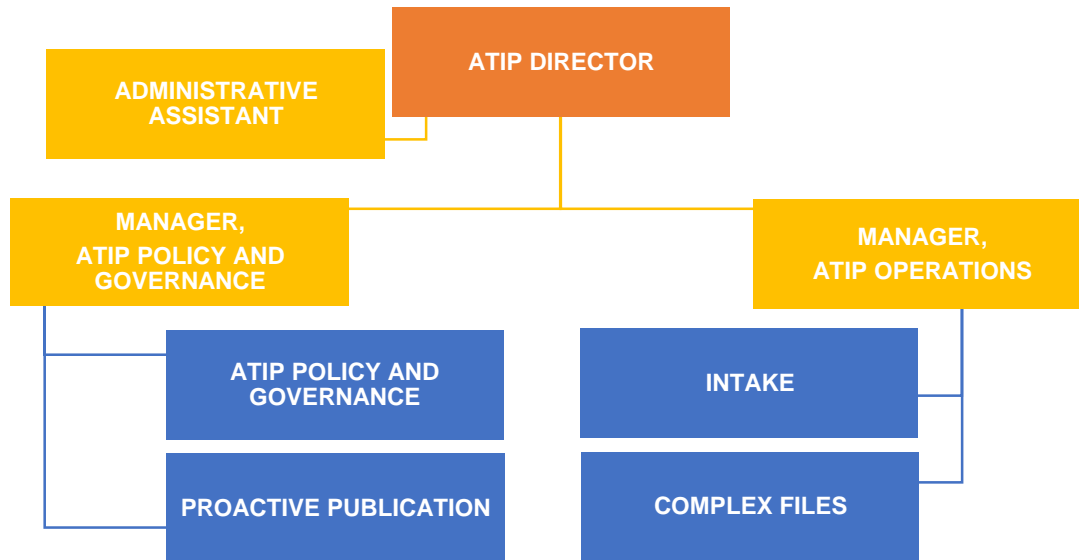 ATIP DIRECTOR
ADMINISTRATIVE
ASSISTANT
MANAGER,
ATIP POLICY AND
GOVERNANCE
MANAGER,
ATIP OPERATIONS
ATIP POLICY AND
GOVERNANCE
INTAKE
PROACTIVE PUBLICATION
COMPLEX FILES